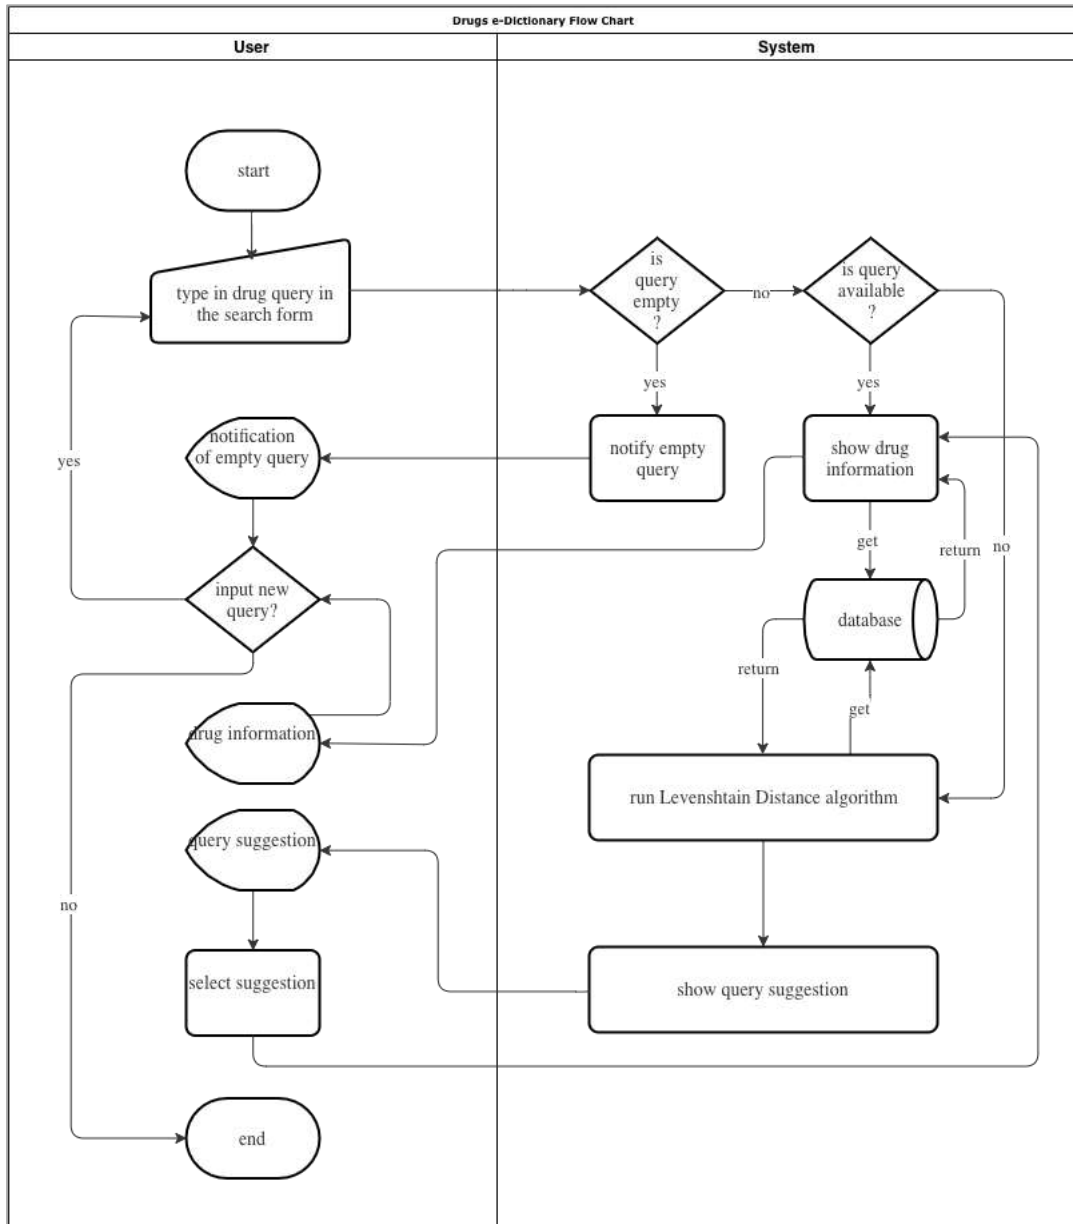 Drugs e-Dictionary Flow Chart
User
System
start
type in drug query in
the search form
is
query
empty
?
no
is query
available
?
yes
yes
notification
of empty query
notify empty
query
show drug
information
yes
get
return
no
input new
query?
database
return
get
drug information
run Levenshtain Distance algorithm
query suggestion
no
select suggestion
show query suggestion
end